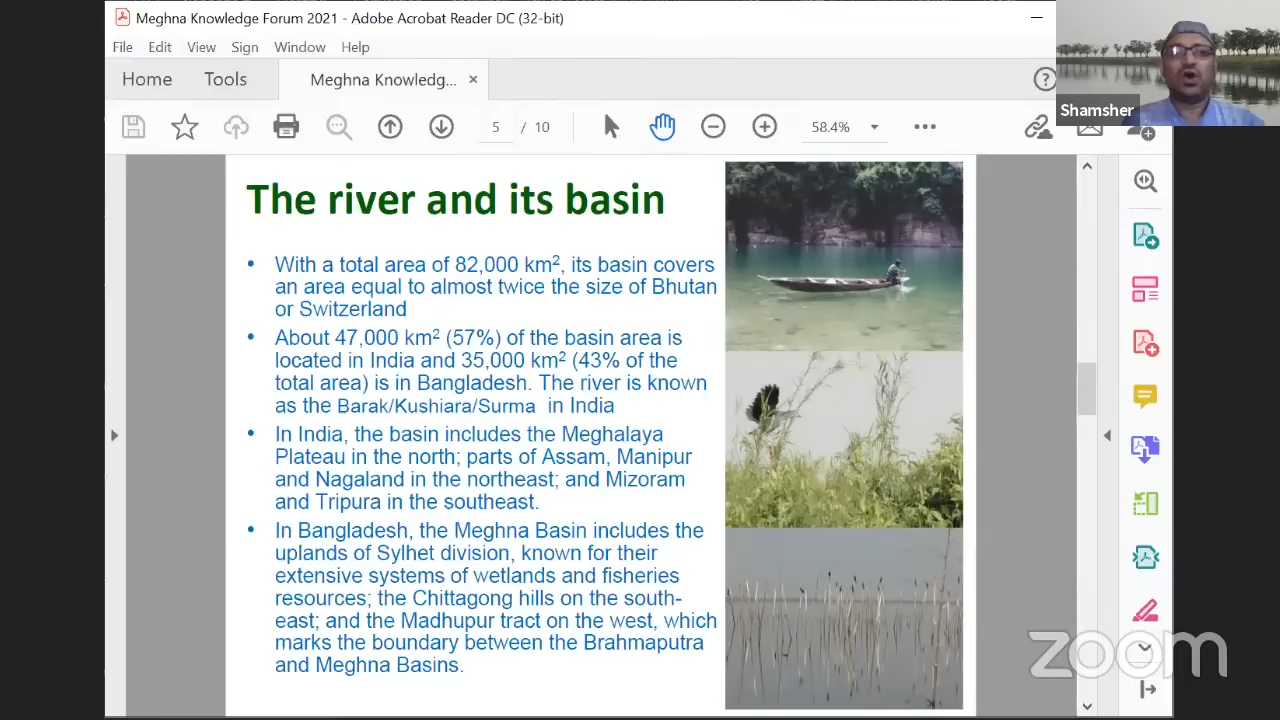 Meghna Knowledge Forum 2021 - Adobe Acrobat Reader DC (32-bit)
File Edit View Sign Window Help
Home Tools Meghna Knowledg... ×
5 / 10 58.4%
Shamsher
The river and its basin
• With a total area of 82,000 km², its basin covers
an area equal to almost twice the size of Bhutan
or Switzerland
• About 47,000 km² (57%) of the basin area is
located in India and 35,000 km² (43% of the
total area) is in Bangladesh. The river is known
as the Barak/Kushiara/Surma in India
• In India, the basin includes the Meghalaya
Plateau in the north; parts of Assam, Manipur
and Nagaland in the northeast; and Mizoram
and Tripura in the southeast.
• In Bangladesh, the Meghna Basin includes the
uplands of Sylhet division, known for their
extensive systems of wetlands and fisheries
resources; the Chittagong hills on the south-
east; and the Madhupur tract on the west, which
marks the boundary between the Brahmaputra
and Meghna Basins.
zoom